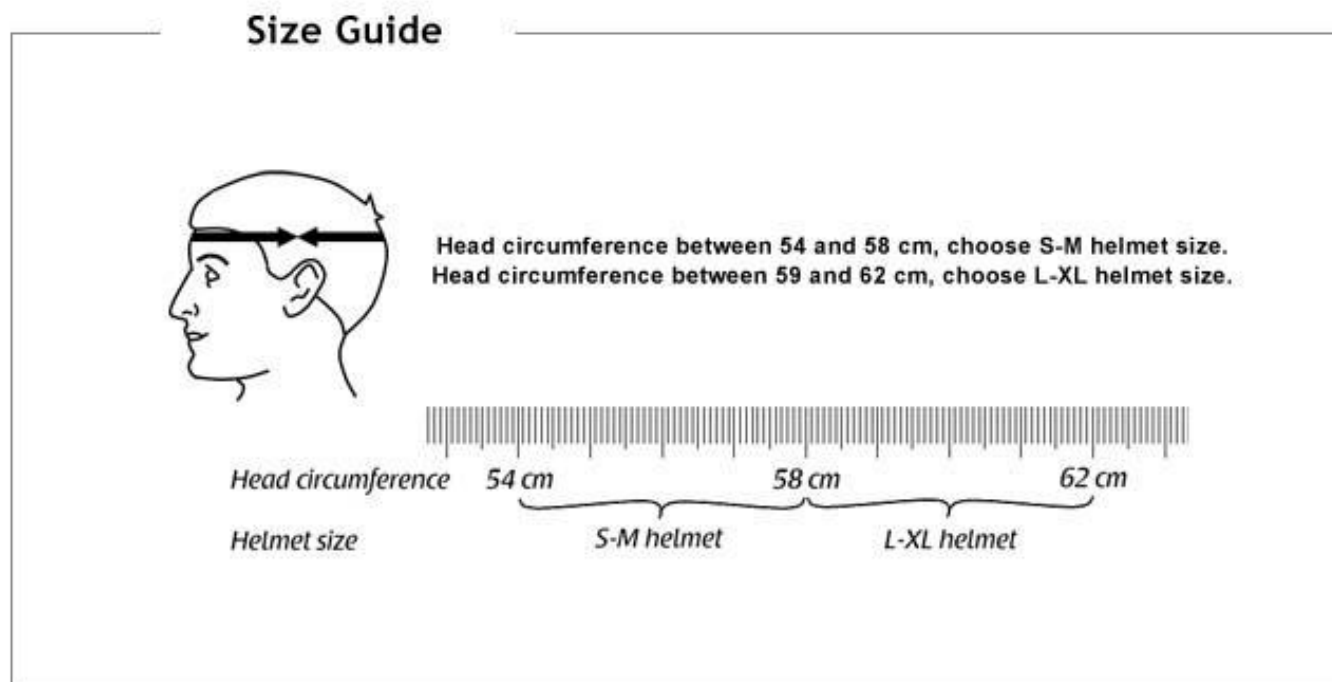 Size Guide
Head circumference between 54 and 58 cm, choose S-M helmet size.
Head circumference between 59 and 62 cm, choose L-XL helmet size.
Head circumference 54 cm 58 cm 62 cm
Helmet size S-M helmet L-XL helmet